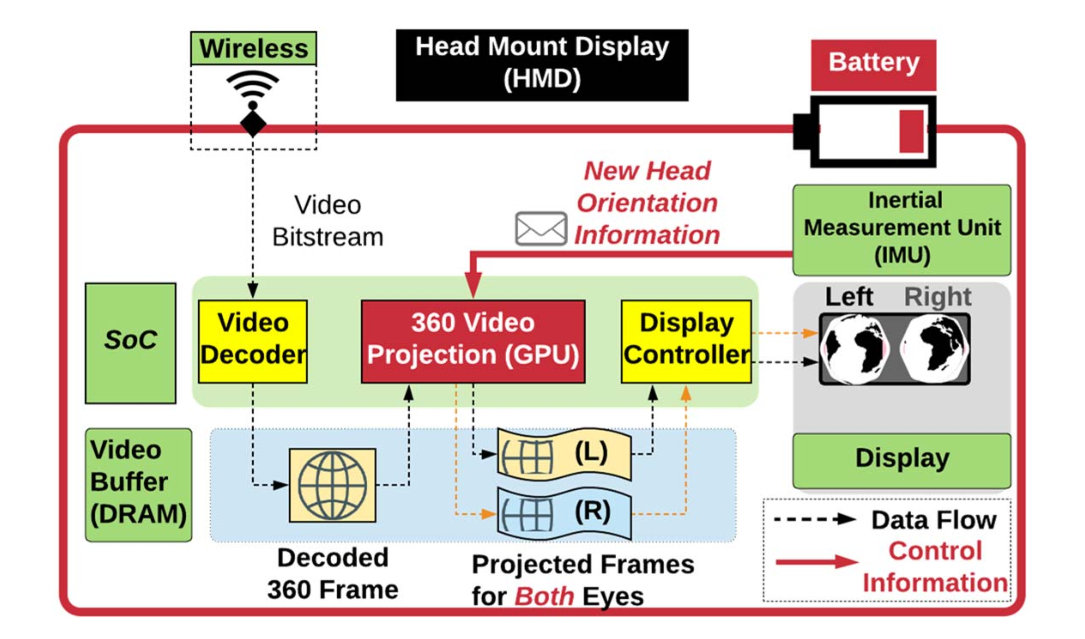 Wireless
Head Mount Display
(HMD)
Battery
Video
Bitstream
New Head
Orientation
Information
Inertial
Measurement Unit
(IMU)
SoC
Video
Decoder
360 Video
Projection (GPU)
Display
Controller
Left Right
Video
Buffer
(DRAM)
(L)
(R)
Display
Decoded
360 Frame
Projected Frames
for Both Eyes
Data Flow
Control
Information